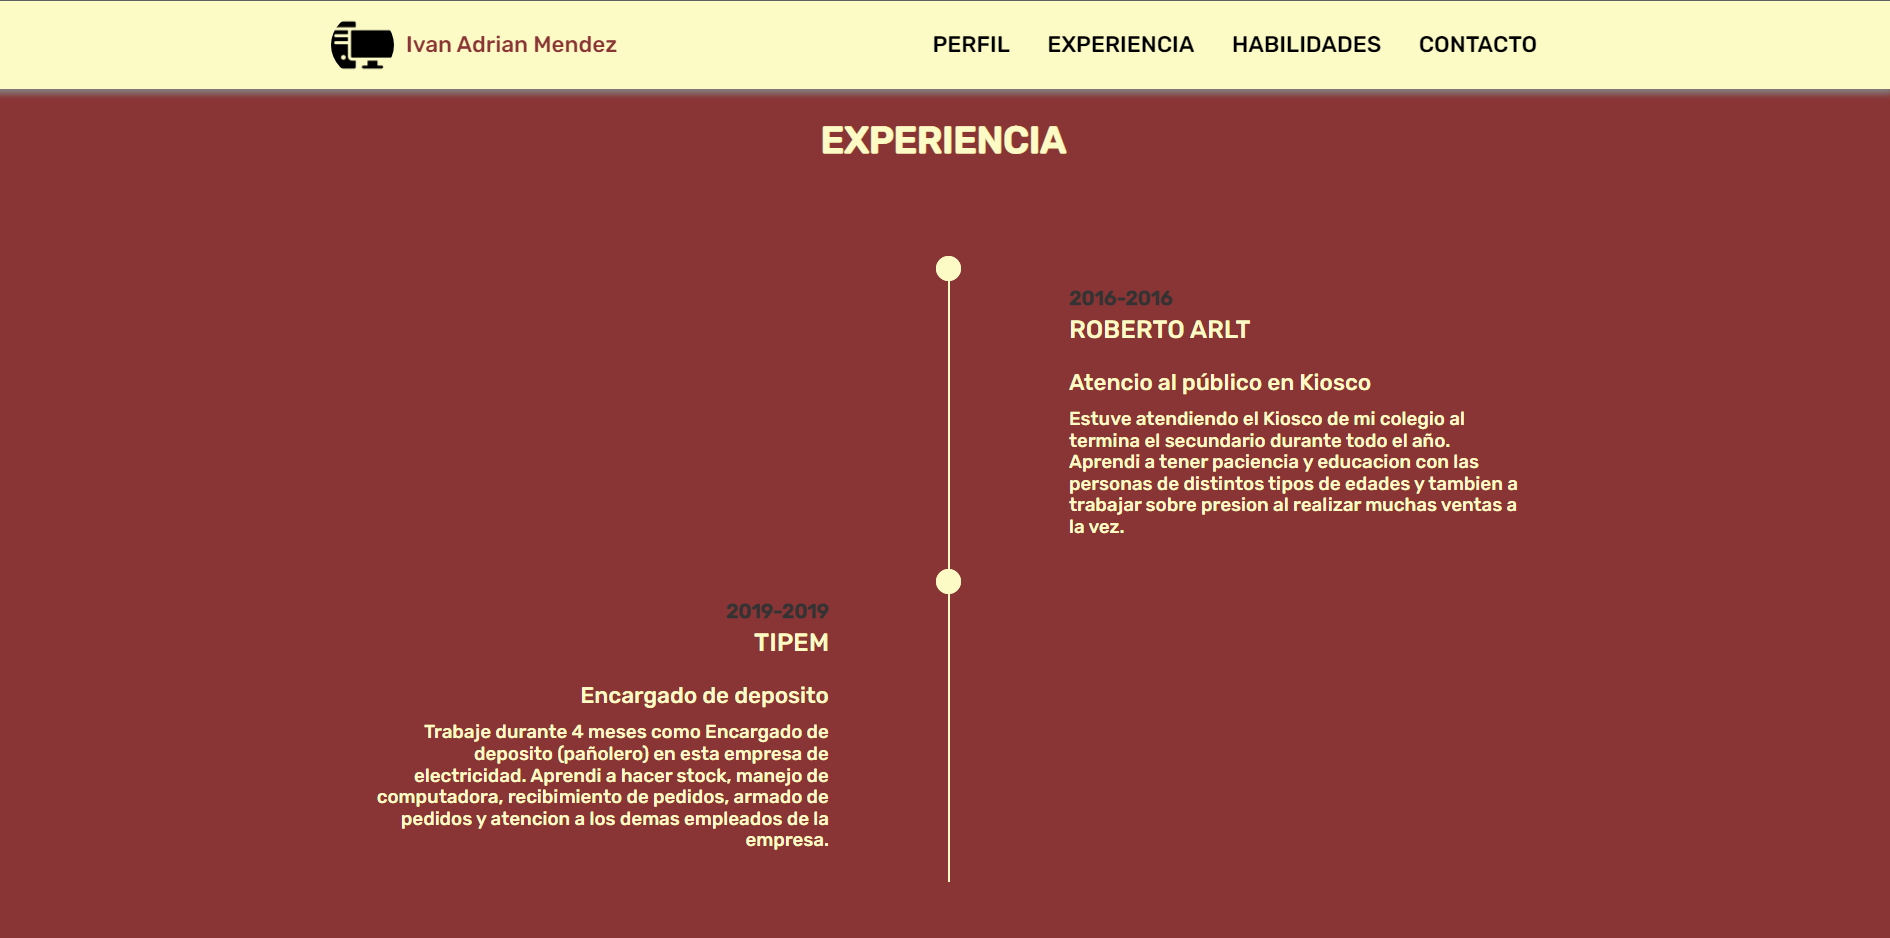 Ivan Adrian Mendez
PERFIL
EXPERIENCIA
HABILIDADES
CONTACTO
EXPERIENCIA
2016-2016
ROBERTO ARLT
Atencio al público en Kiosco
Estuve atendiendo el Kiosco de mi colegio al
termina el secundario durante todo el año.
Aprendi a tener paciencia y educacion con las
personas de distintos tipos de edades y tambien a
trabajar sobre presion al realizar muchas ventas a
la vez.
2019-2019
TIPEM
Encargado de deposito
Trabaje durante 4 meses como Encargado de
deposito (pañolero) en esta empresa de
electricidad. Aprendi a hacer stock, manejo de
computadora, recibimiento de pedidos, armado de
pedidos y atencion a los demas empleados de la
empresa.